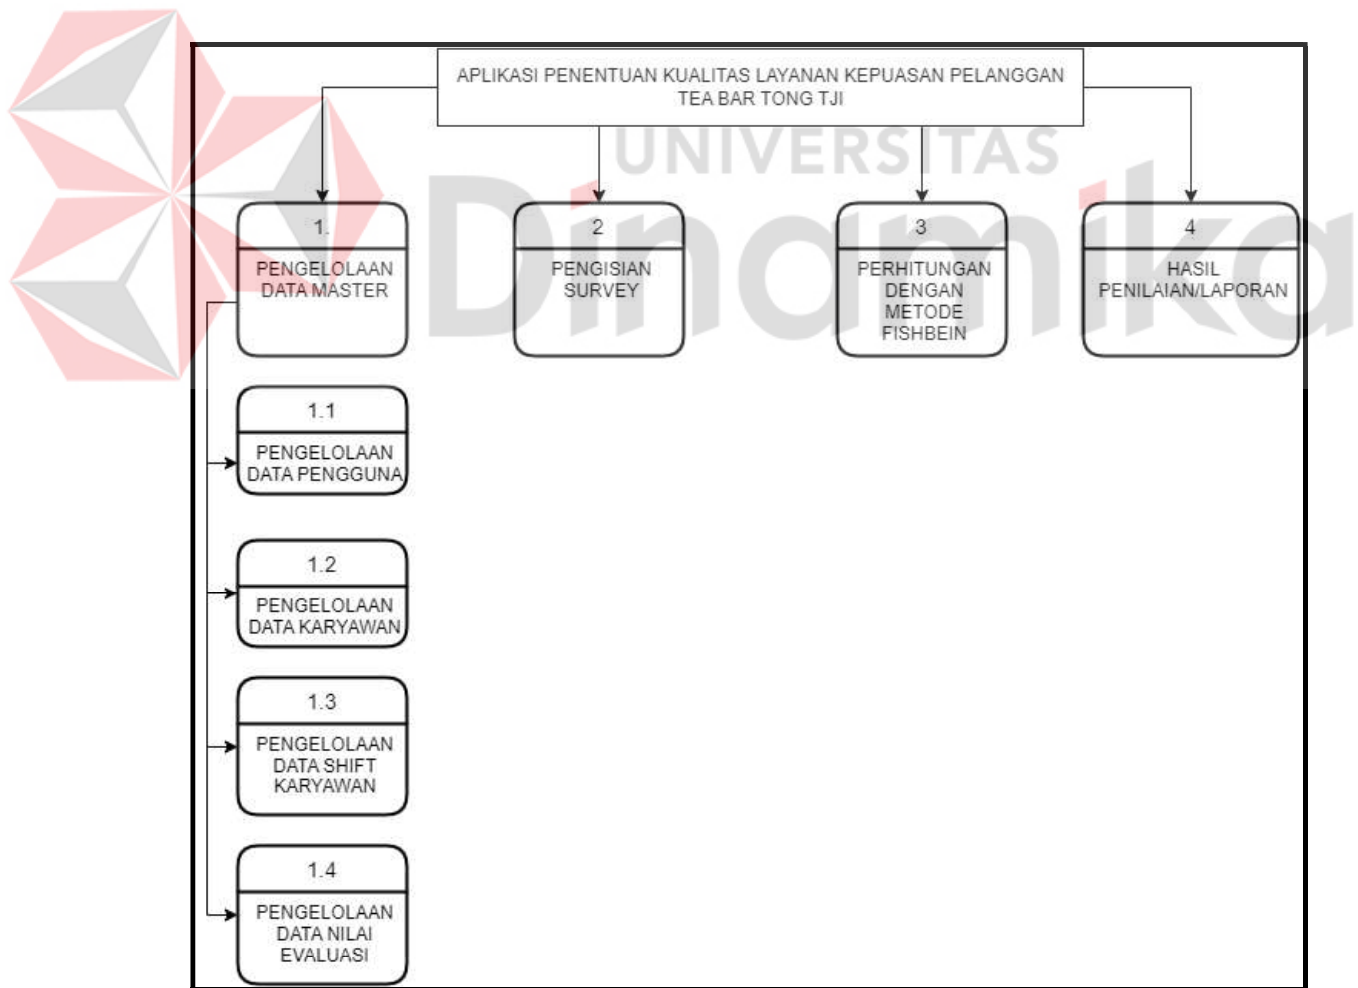 APLIKASI PENENTUAN KUALITAS LAYANAN KEPUASAN PELANGGAN
TEA BAR TONG TJI
UNIVERSITAS
Dinamika
1.
PENGELOLAAN
DATA MASTER
2
PENGISIAN
SURVEY
3
PERHITUNGAN
DENGAN
METODE
FISHBEIN
4
HASIL
PENILAIAN/LAPORAN
1.1
PENGELOLAAN
DATA PENGGUNA
1.2
PENGELOLAAN
DATA KARYAWAN
1.3
PENGELOLAAN
DATA SHIFT
KARYAWAN
1.4
PENGELOLAAN
DATA NILAI
EVALUASI